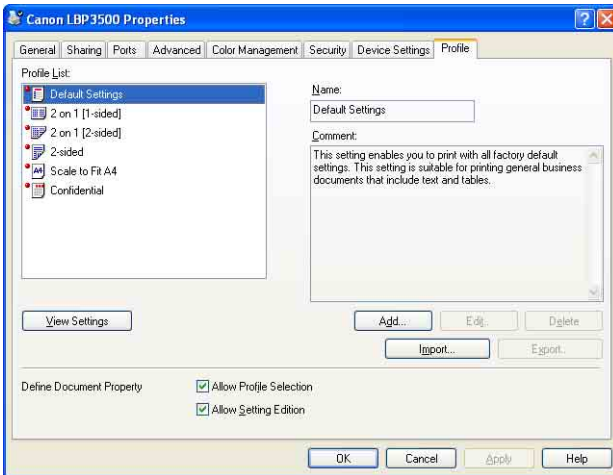 Canon LBP3500 Properties
General Sharing Ports Advanced Color Management Security Device Settings Profile
Profile List:
Default Settings
2 on 1 [1-sided]
2 on 1 [2-sided]
2-sided
A4 Scale to Fit A4
Confidential
Name:
Default Settings
Comment:
This setting enables you to print with all factory default
settings. This setting is suitable for printing general business
documents that include text and tables.
View Settings
Add... Edit... Delete
Import... Export...
Define Document Property
Allow Profile Selection
Allow Setting Edition
OK Cancel Apply Help